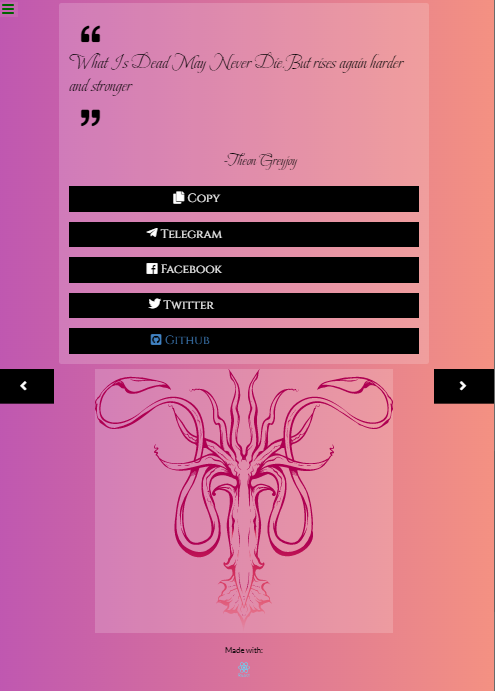 “
What Is Dead May Never Die.But rises again harder
and stronger
”
-Theon Greyjoy
Copy
Telegram
Facebook
Twitter
Github
Made with: